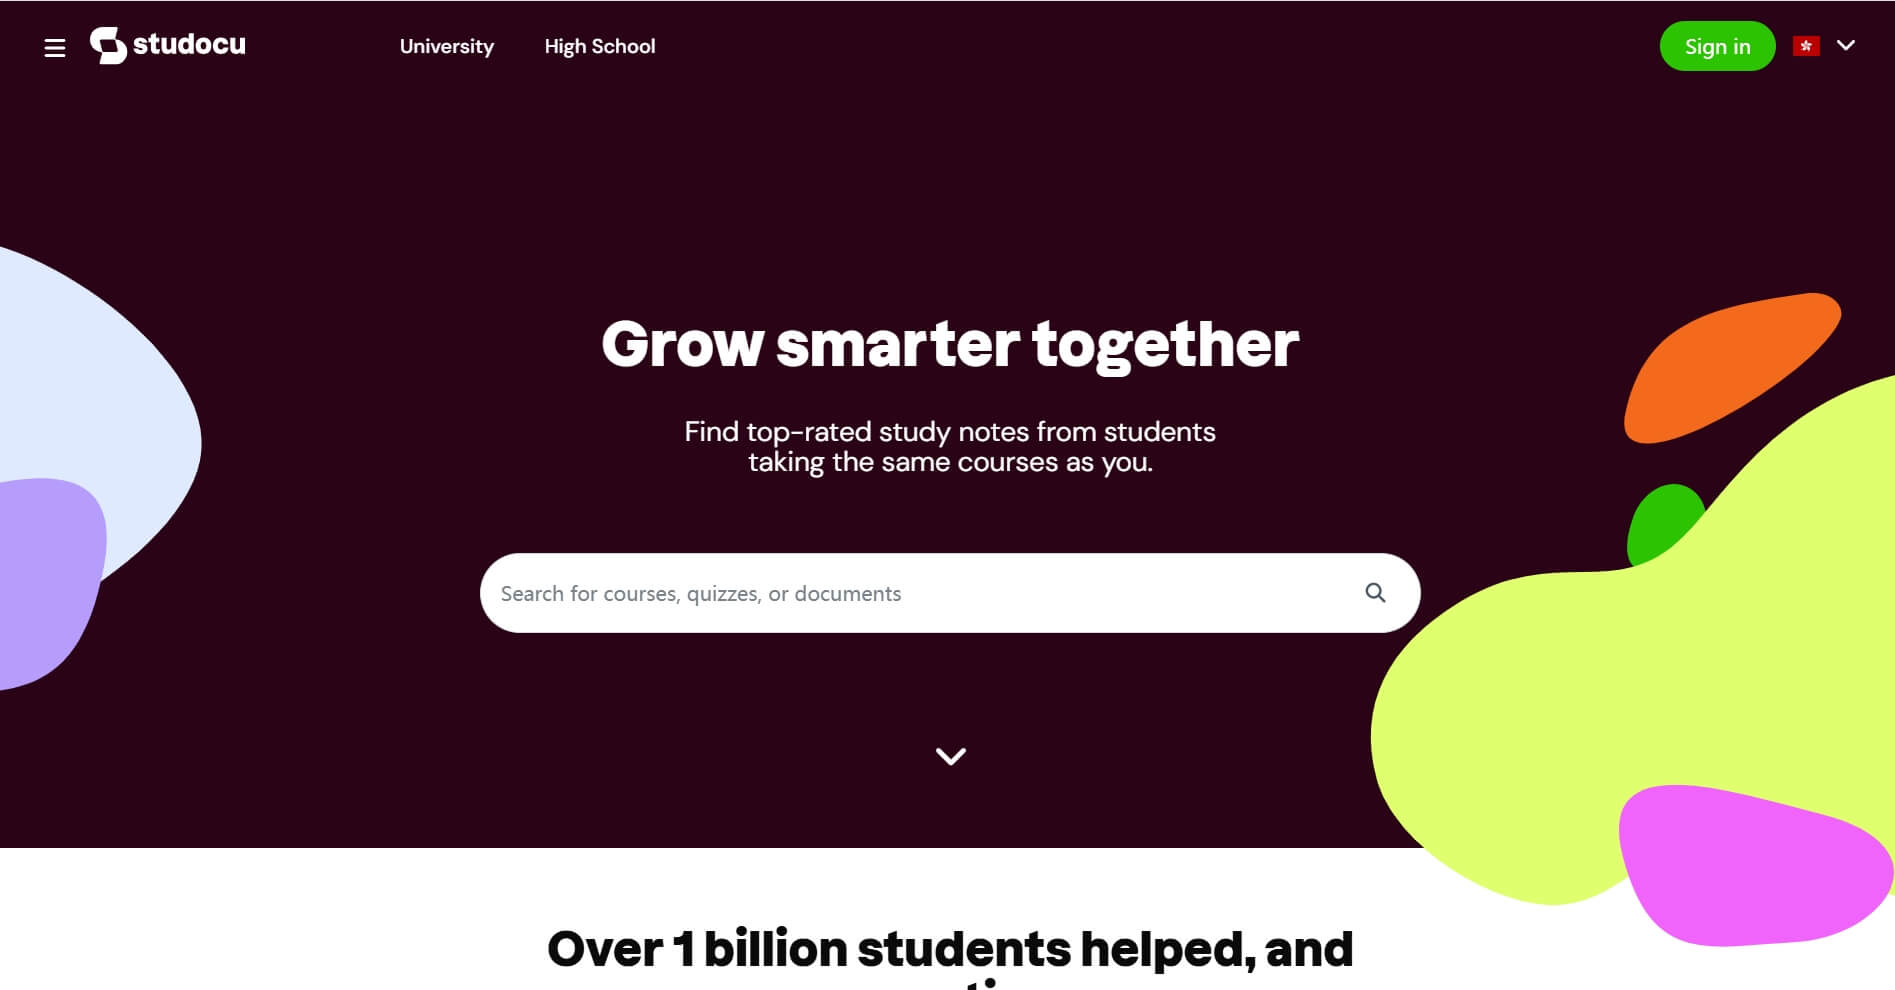 studocu
University
High School
Sign in
Grow smarter together
Find top-rated study notes from students
taking the same courses as you.
Search for courses, quizzes, or documents
Over 1 billion students helped, and